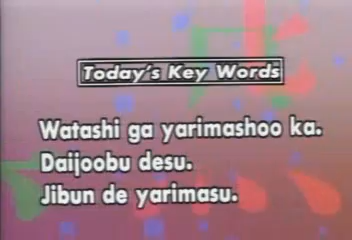 Today's Key Words
Watashi ga yarimashoo ka.
Daijoobu desu.
Jibun de yarimasu.